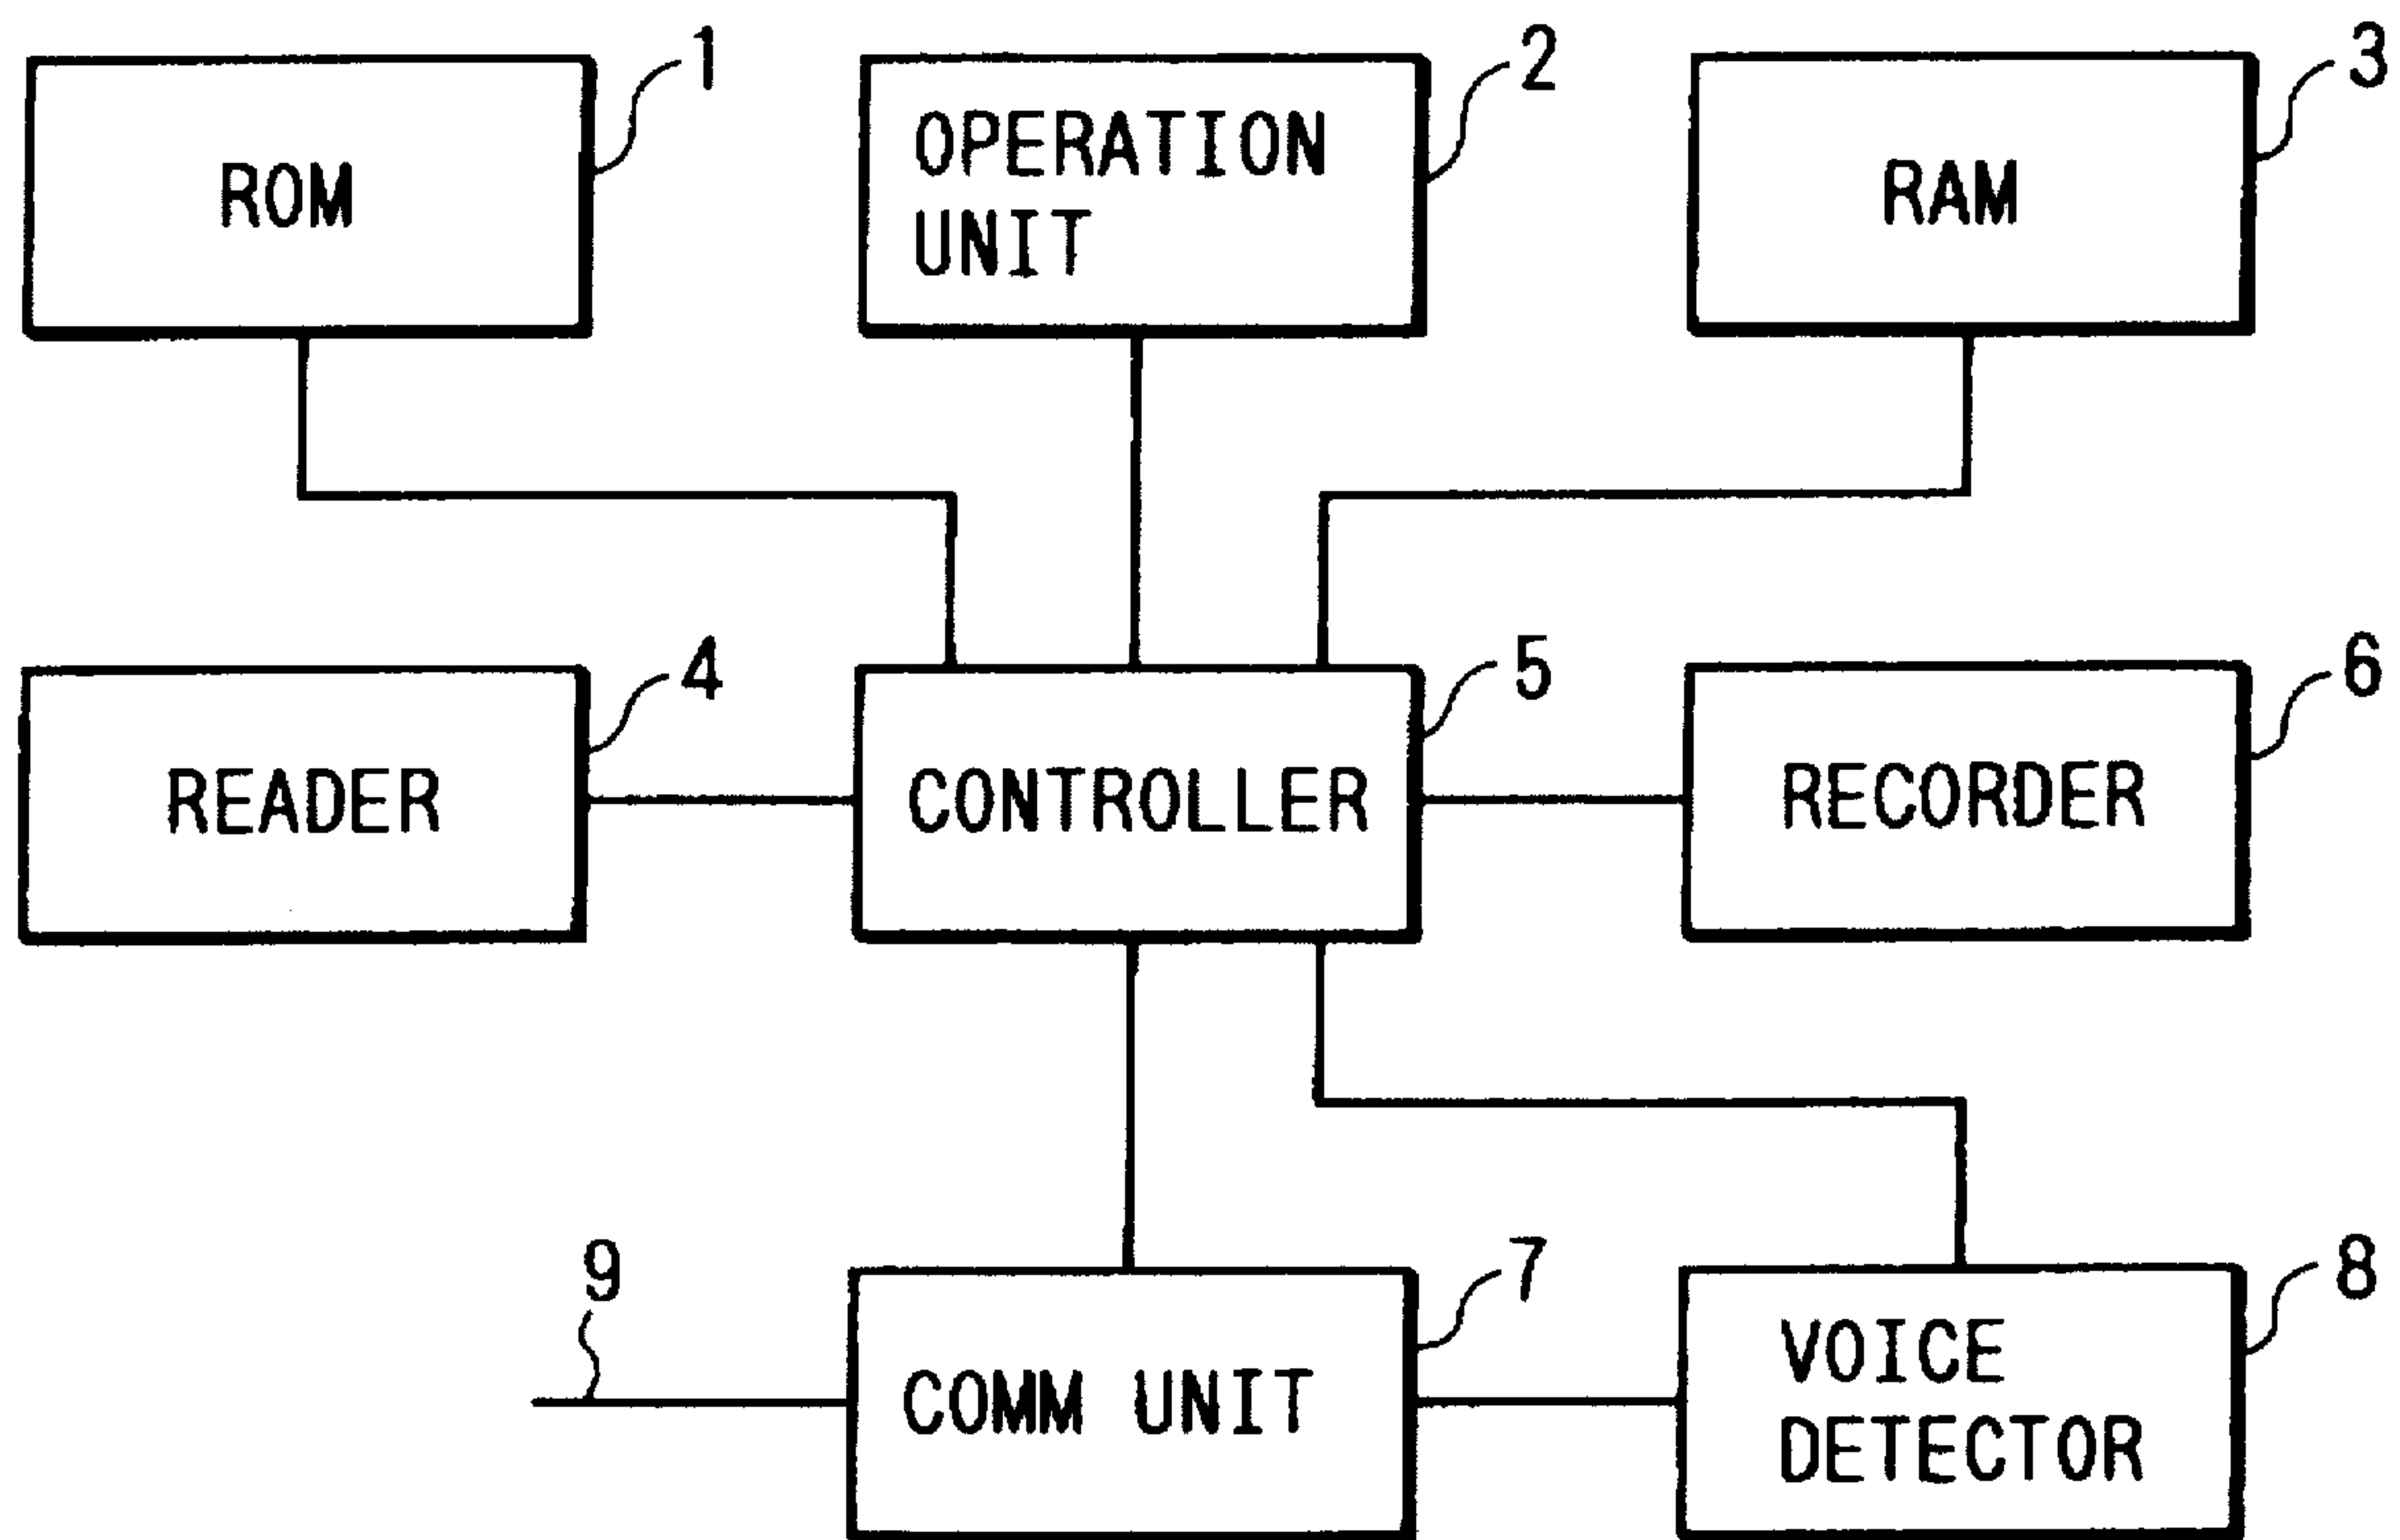 1
2
3
ROM
OPERATION
UNIT
RAM
4
5
6
READER
CONTROLLER
RECORDER
9
7
8
COMM UNIT
VOICE
DETECTOR